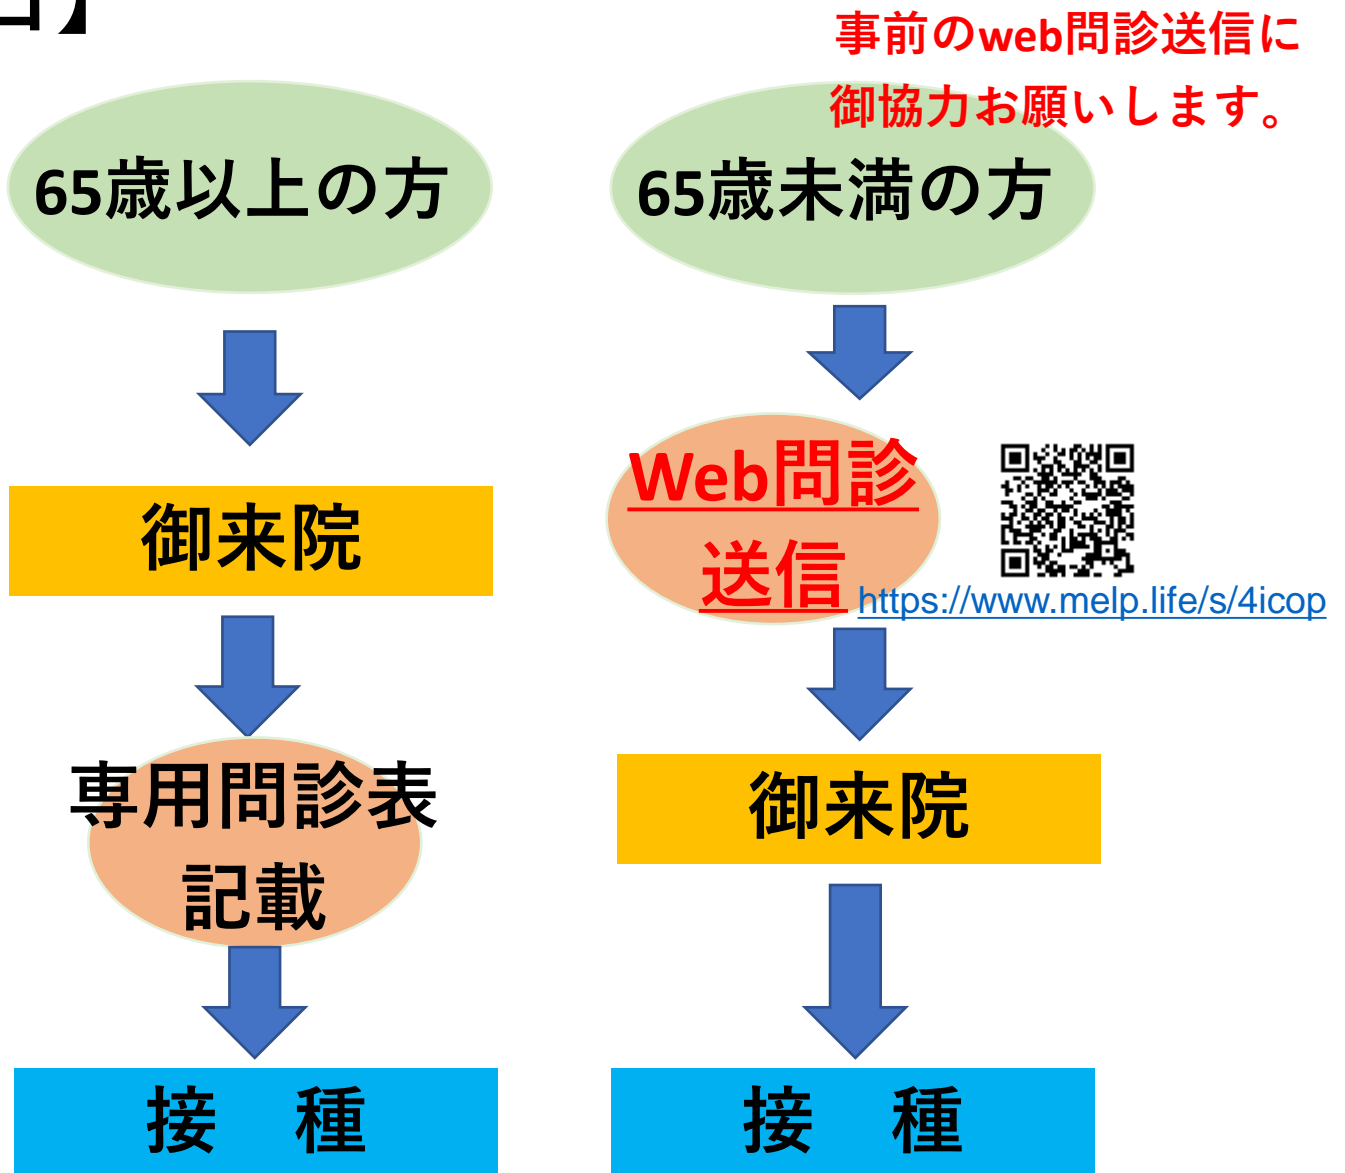 】
事前のweb問診送信に
御協力お願いします。
65歳以上の方
御来院
専用問診表
記載
接　種
65歳未満の方
Web問診
送信
https://www.melp.life/s/4icop
御来院
接　種